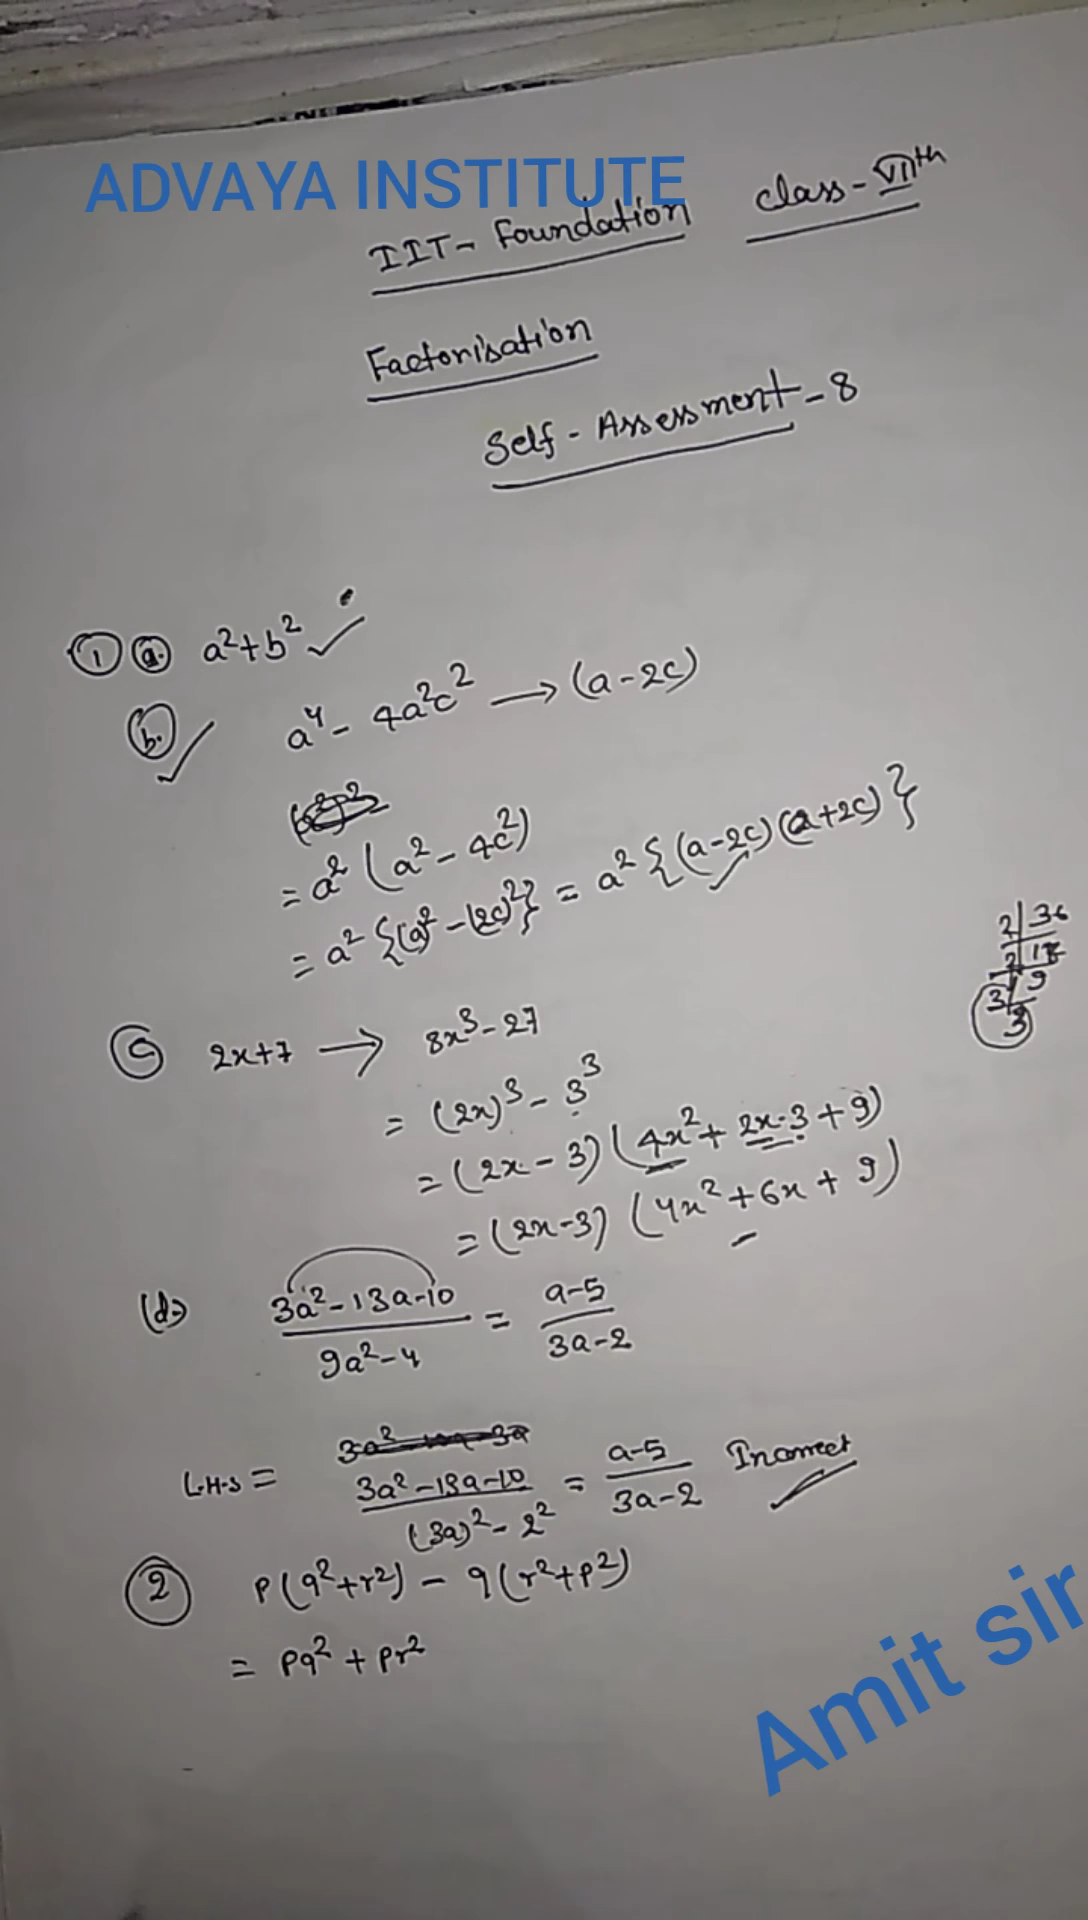 ADVAYA INSTITUTE
IIT- Foundation class-VIIth
Factorisation
Self-Assessment-8
1 a. a²+b² ✓
b. ✓ a⁴- 4a²c² → (a-2c)
= a² (a² - 4c²)
= a² {(a)² - (2c)²} = a² {(a-2c)(a+2c)}
2 36
2 18
3 9
3
c 2x+7 → 8x³-27
= (2x)³ - 3³
= (2x-3) (4x² + 2x·3 + 9)
= (2x-3) (4x²+6x + 9)
(d.) 3a²-13a-10 / 9a²-4 = a-5 / 3a-2
L.H.S = 3a²-13a-10 / (3a)² - 2² = a-5 / 3a-2 Incorrect
2 P(q²+r²) - q(r²+p²)
= pq² + pr²
Amit sir